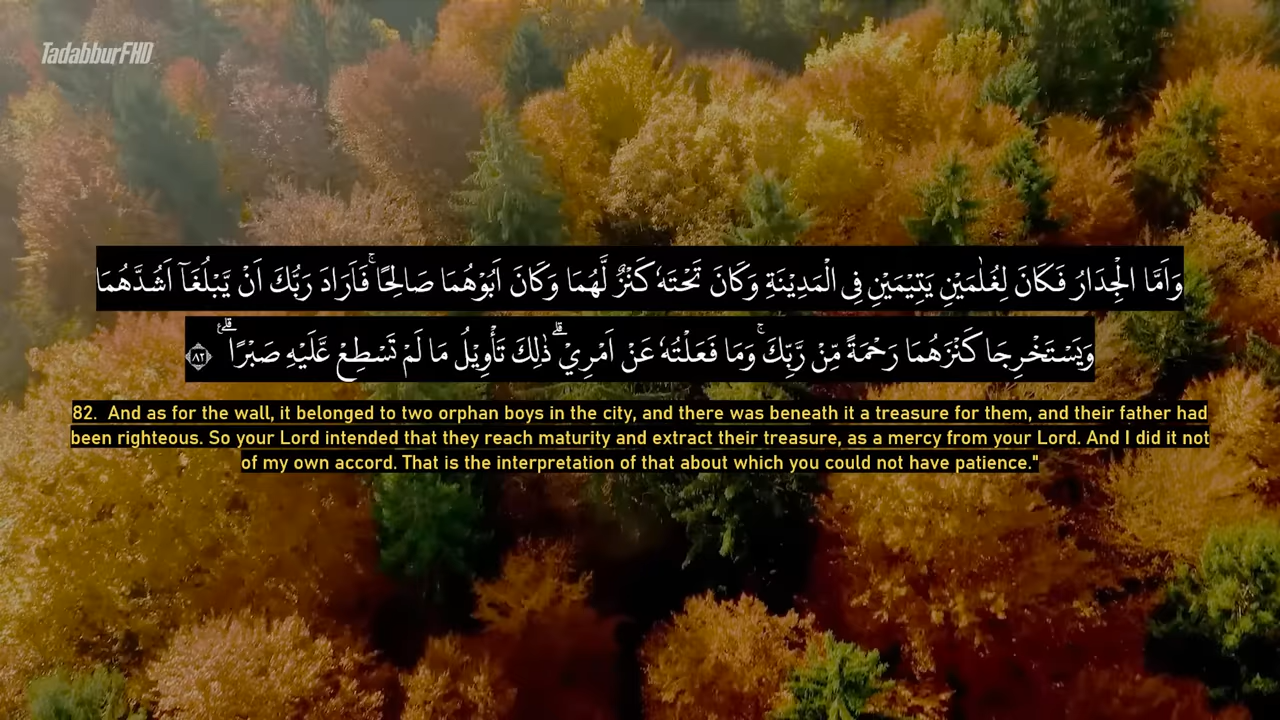 TadabburFHD
وَاَمَّا الْجِدَارُ فَكَانَ لِغُلٰمَيْنِ يَتِيْمَيْنِ فِى الْمَدِيْنَةِ وَكَانَ تَحْتَهٗ كَنْزٌ لَّهُمَا وَكَانَ اَبُوْهُمَا صَالِحًاۚ فَاَرَادَ رَبُّكَ اَنْ يَّبْلُغَآ اَشُدَّهُمَا
وَيَسْتَخْرِجَا كَنْزَهُمَا رَحْمَةً مِّنْ رَّبِّكَۚ وَمَا فَعَلْتُهٗ عَنْ اَمْرِيْۗ ذٰلِكَ تَأْوِيْلُ مَا لَمْ تَسْطِعْ عَّلَيْهِ صَبْرًاۗ ࣖ ۝٨٢
82. And as for the wall, it belonged to two orphan boys in the city, and there was beneath it a treasure for them, and their father had
been righteous. So your Lord intended that they reach maturity and extract their treasure, as a mercy from your Lord. And I did it not
of my own accord. That is the interpretation of that about which you could not have patience."